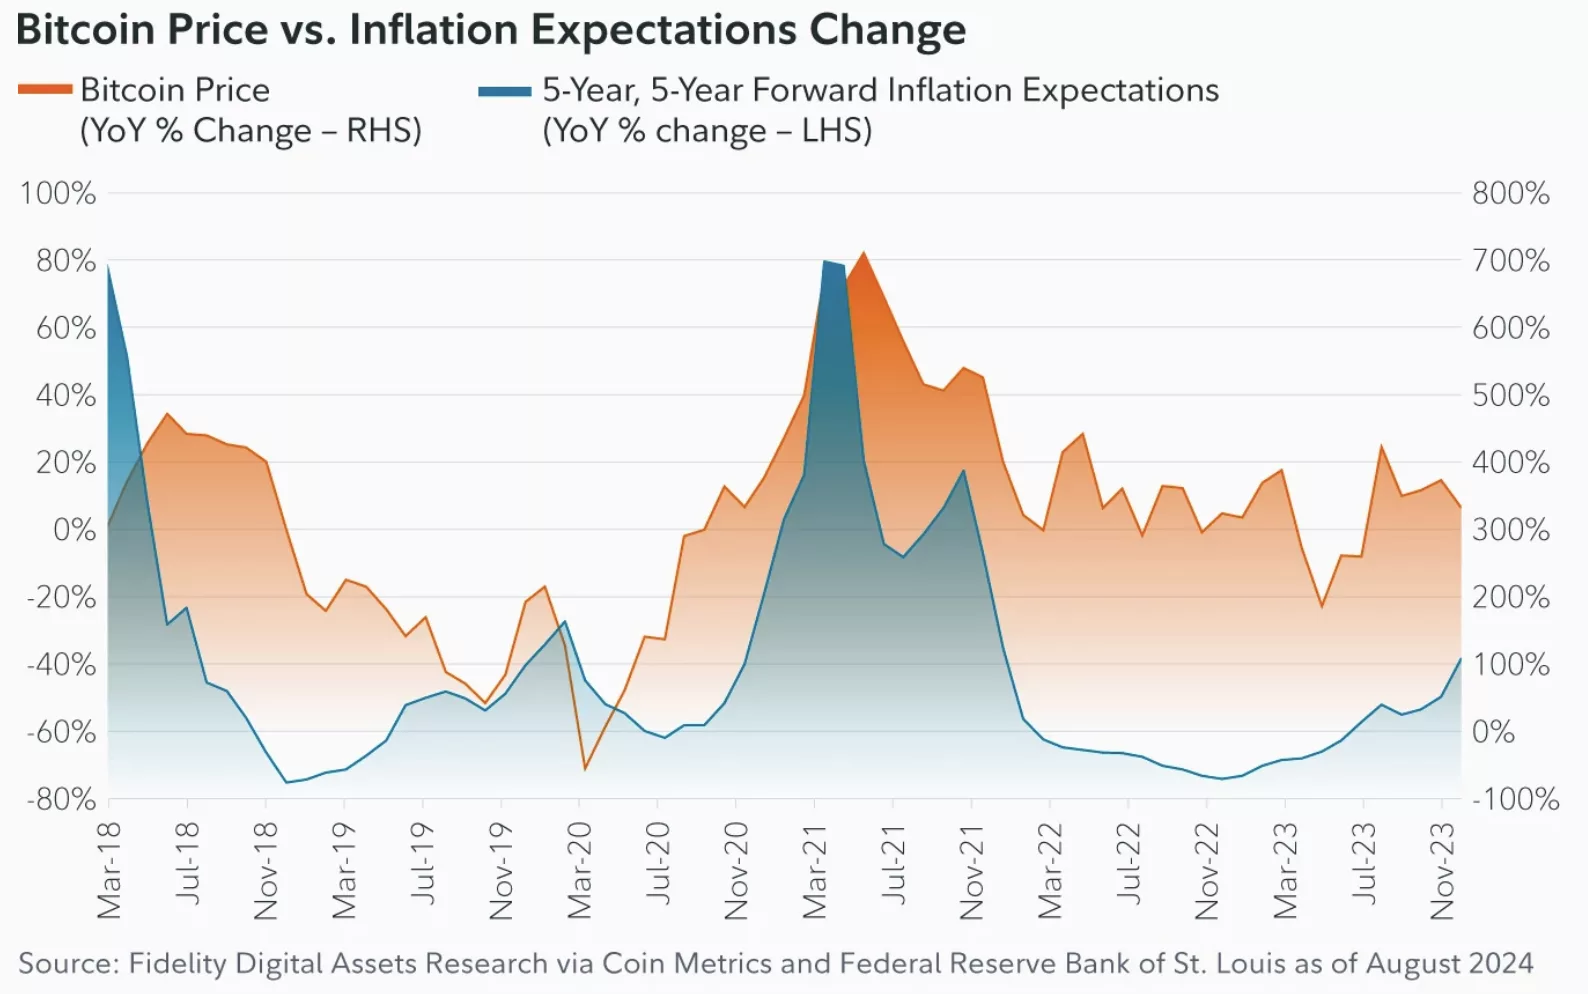 Bitcoin Price vs. Inflation Expectations Change
Bitcoin Price
(YoY % Change – RHS)
5-Year, 5-Year Forward Inflation Expectations
(YoY % change – LHS)
100%
80%
60%
40%
20%
0%
-20%
-40%
-60%
-80%
800%
700%
600%
500%
400%
300%
200%
100%
0%
-100%
Mar-18
Jul-18
Nov-18
Mar-19
Jul-19
Nov-19
Mar-20
Jul-20
Nov-20
Mar-21
Jul-21
Nov-21
Mar-22
Jul-22
Nov-22
Mar-23
Jul-23
Nov-23
Source: Fidelity Digital Assets Research via Coin Metrics and Federal Reserve Bank of St. Louis as of August 2024